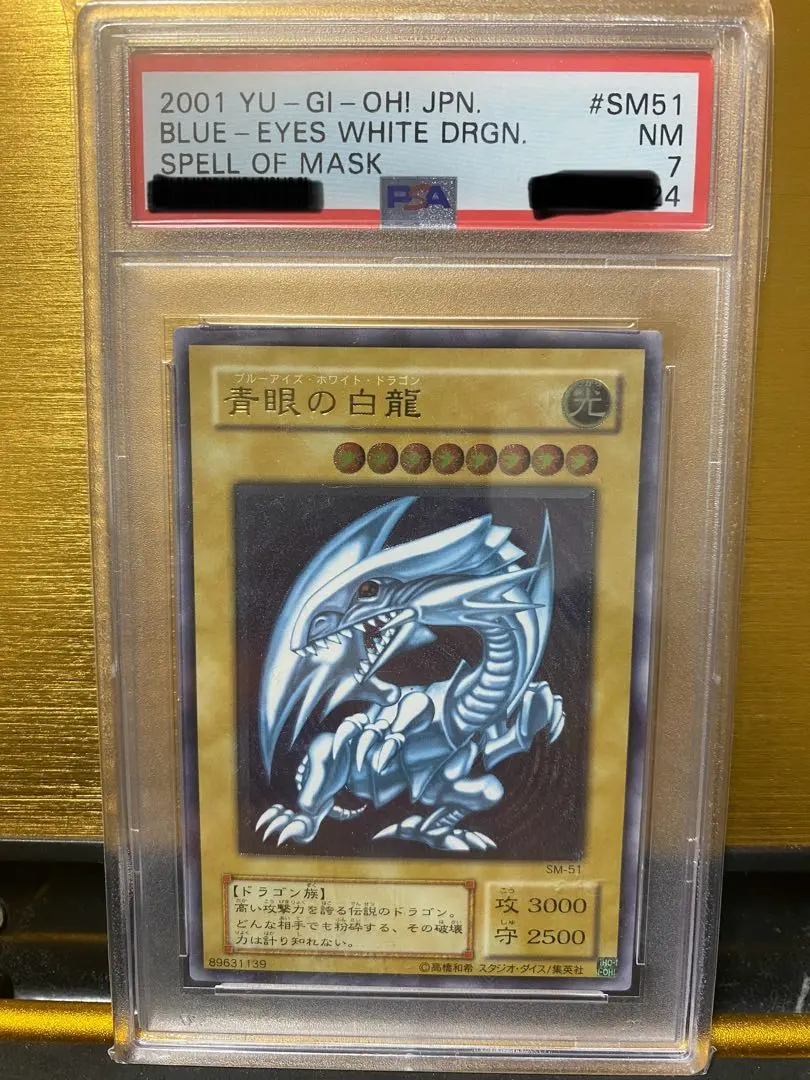 2001 YU-GI-OH! JPN. #SM51
BLUE-EYES WHITE DRGN. NM
SPELL OF MASK 7
PSA 4
ブルーアイズ・ホワイト・ドラゴン
青眼の白龍 光
SM-51
【ドラゴン族】
高い攻撃力を誇る伝説のドラゴン。
どんな相手でも粉砕する、その破壊
力は計り知れない。
攻 3000
守 2500
89631139 ©高橋和希 スタジオ・ダイス/集英社